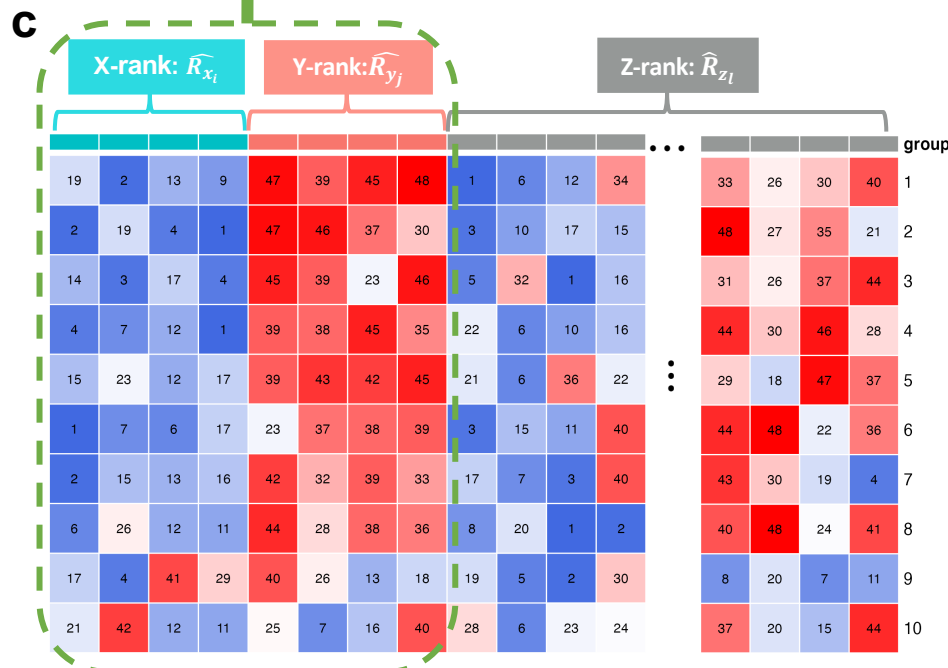 C
X-rank: $\widehat{R_{x_i}}$ Y-rank:$\widehat{R_{y_j}}$ Z-rank: $\widehat{R}_{z_l}$
... group
19 2 13 9 47 39 45 48 1 6 12 34 33 26 30 40 1
2 19 4 1 47 46 37 30 3 10 17 15 48 27 35 21 2
14 3 17 4 45 39 23 46 5 32 1 16 31 26 37 44 3
4 7 12 1 39 38 45 35 22 6 10 16 44 30 46 28 4
15 23 12 17 39 43 42 45 21 6 36 22 ⋮ 29 18 47 37 5
1 7 6 17 23 37 38 39 3 15 11 40 44 48 22 36 6
2 15 13 16 42 32 39 33 17 7 3 40 43 30 19 4 7
6 26 12 11 44 28 38 36 8 20 1 2 40 48 24 41 8
17 4 41 29 40 26 13 18 19 5 2 30 8 20 7 11 9
21 42 12 11 25 7 16 40 28 6 23 24 37 20 15 44 10